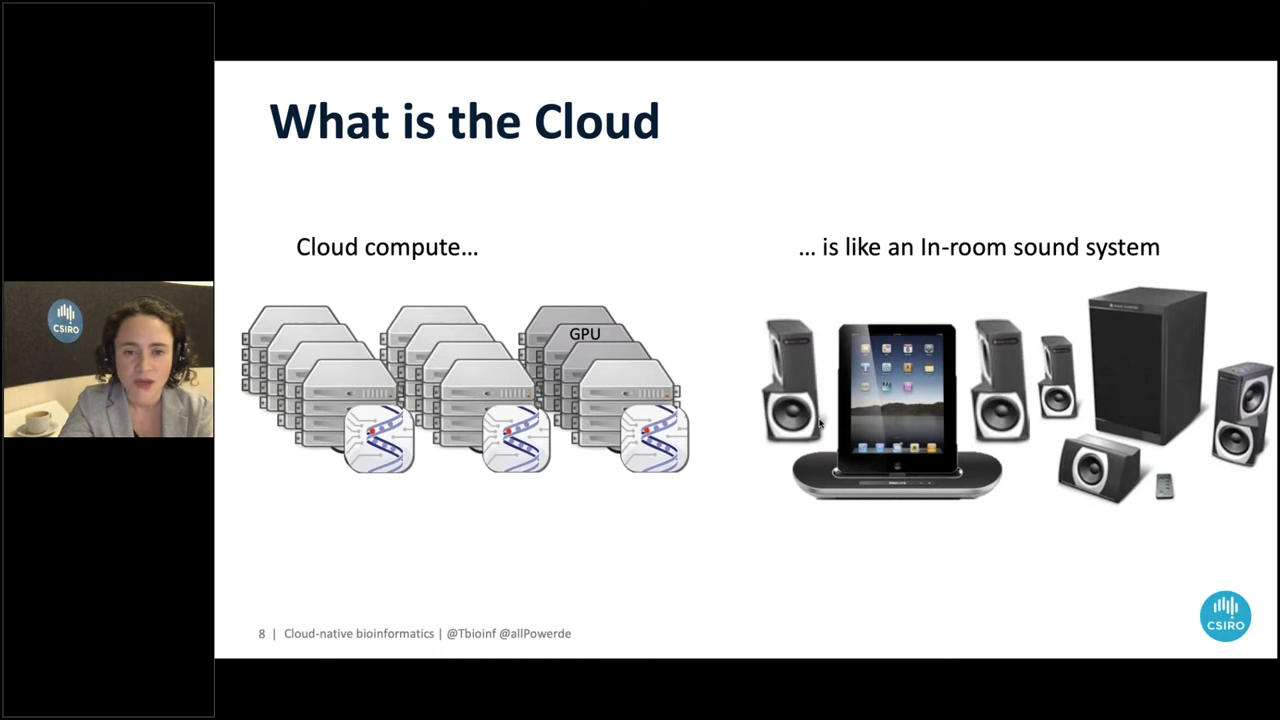 What is the Cloud
Cloud compute...
... is like an In-room sound system
GPU
CSIRO
8 | Cloud-native bioinformatics | @Tbioinf @allPowerde
CSIRO